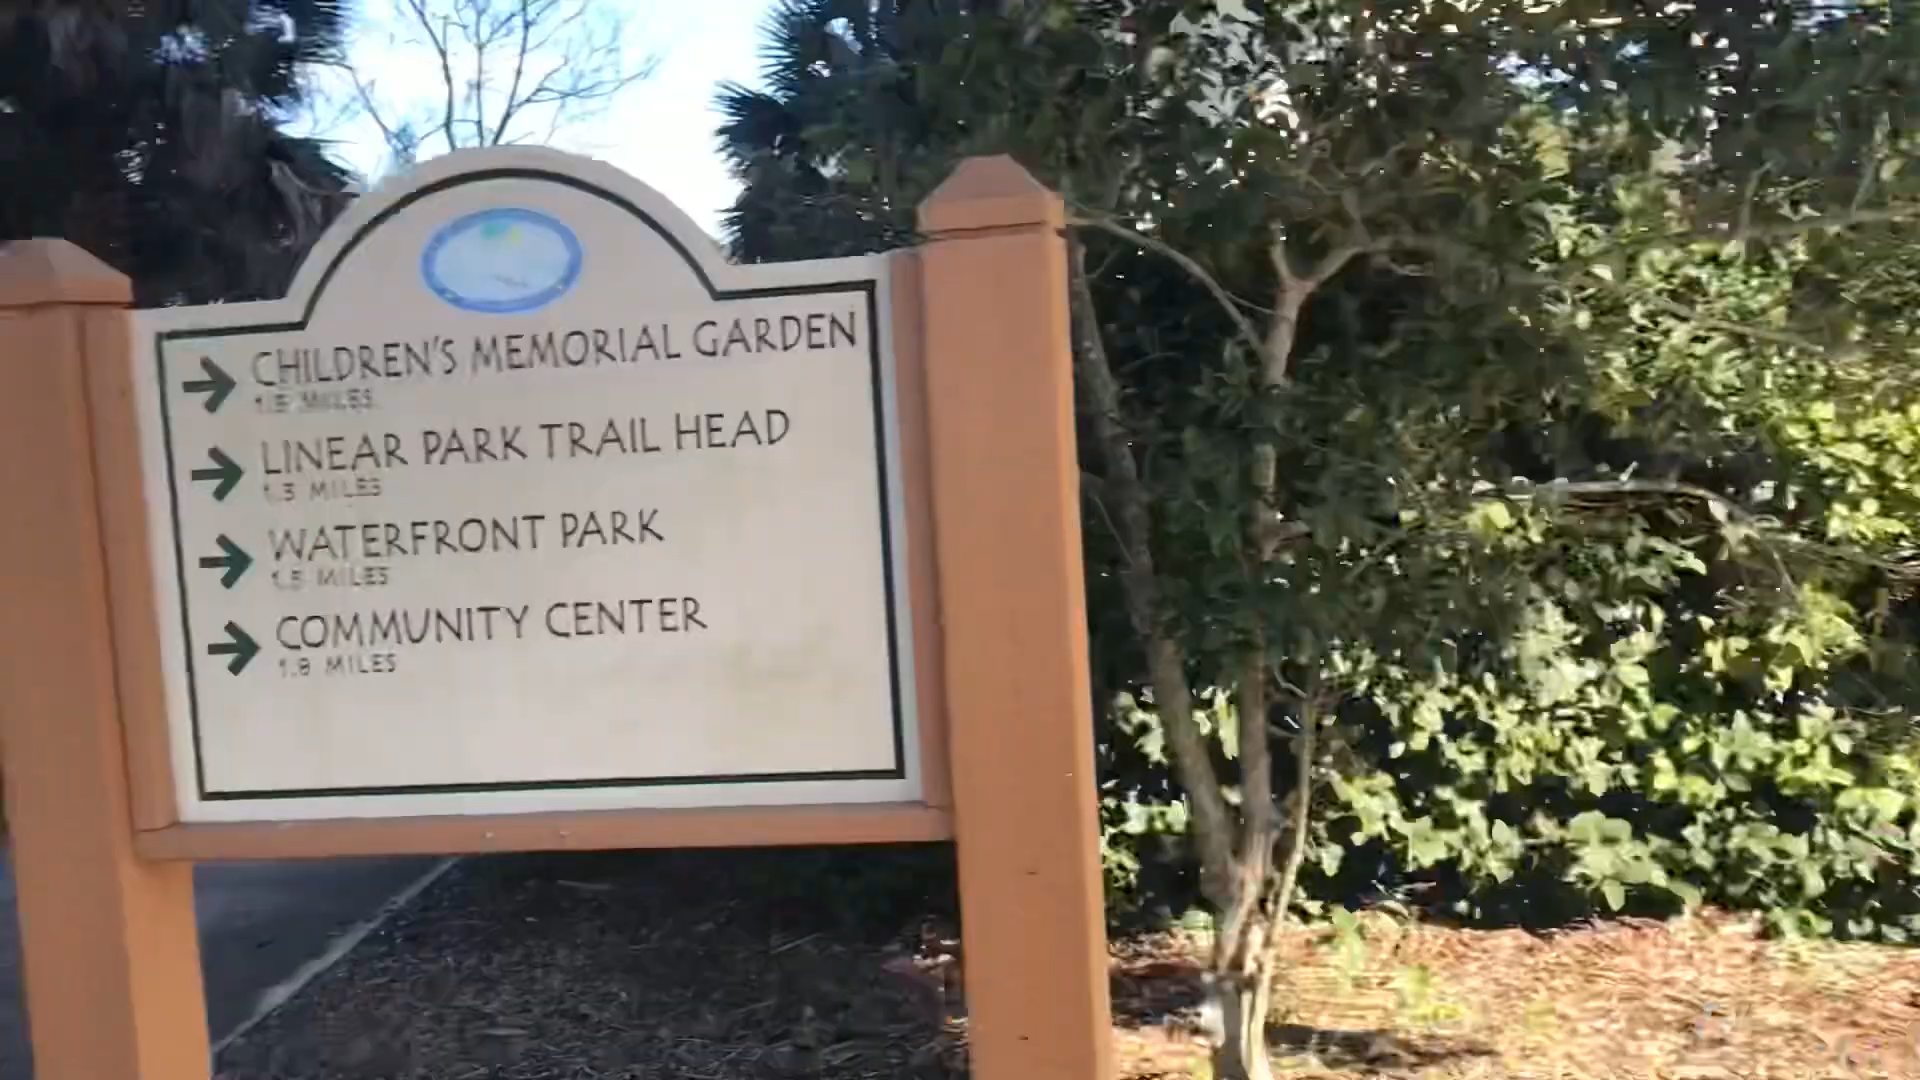 CHILDREN'S MEMORIAL GARDEN
1.5 MILES
LINEAR PARK TRAIL HEAD
1.3 MILES
WATERFRONT PARK
1.5 MILES
COMMUNITY CENTER
1.8 MILES